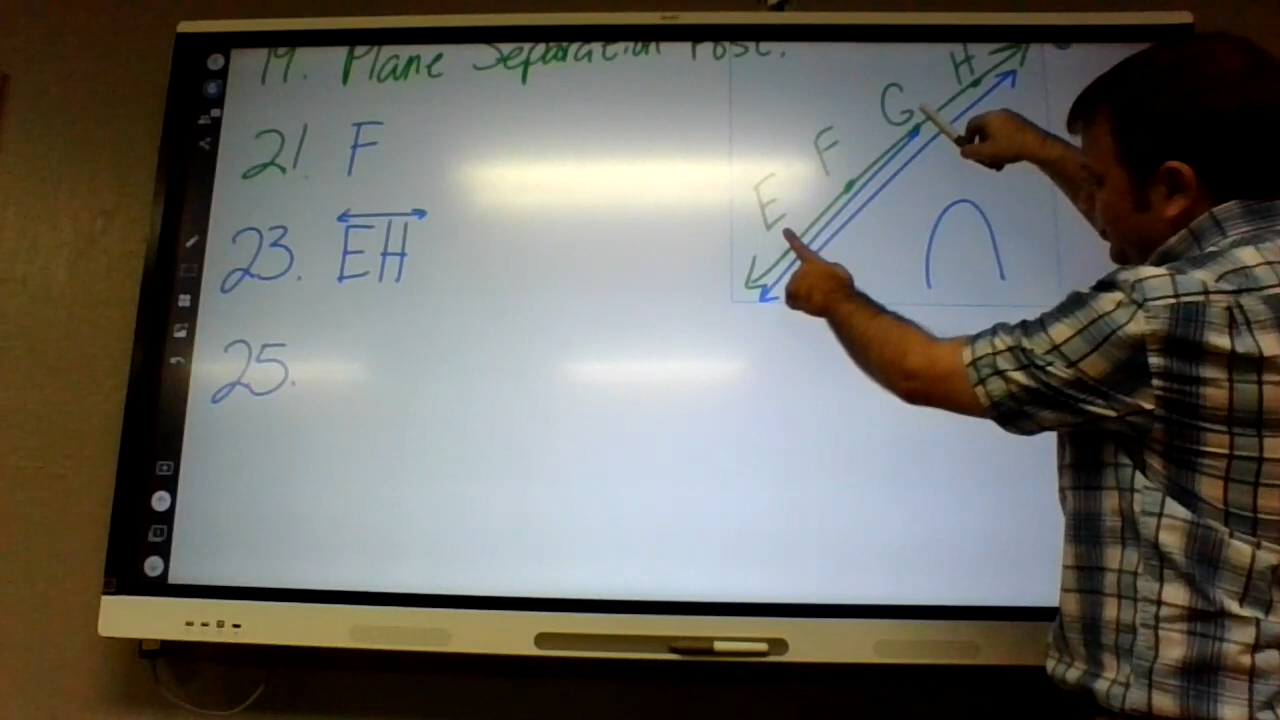 19. Plane Separation Post.
21. F
23. EH
25.
E
F
G
H